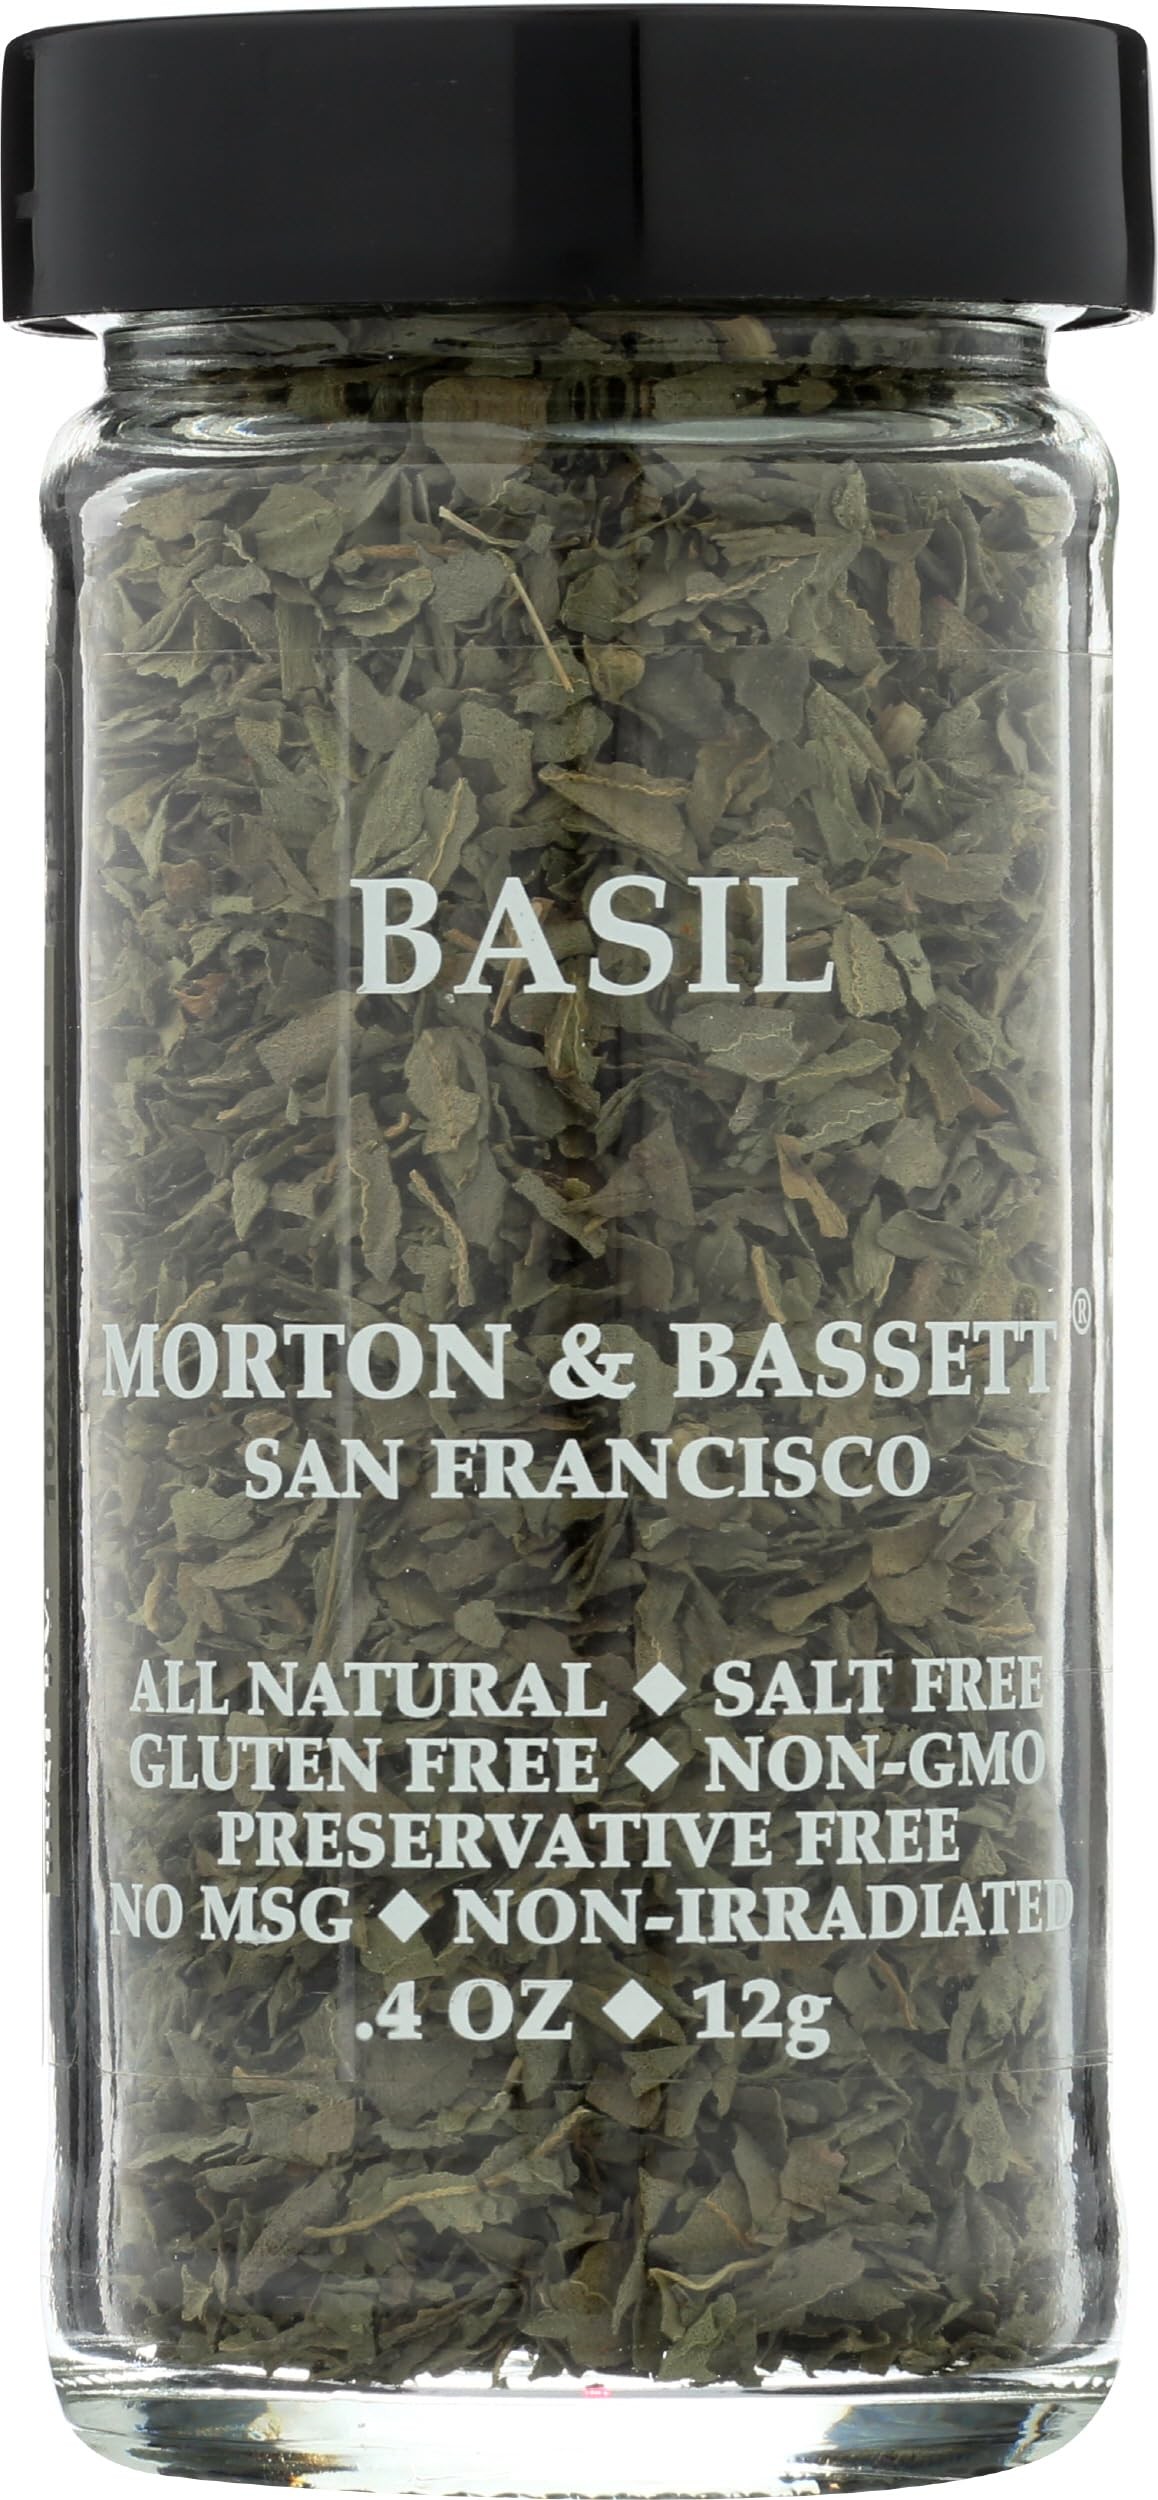 BASIL
MORTON & BASSETT®
SAN FRANCISCO
ALL NATURAL ◆ SALT FREE
GLUTEN FREE ◆ NON-GMO
PRESERVATIVE FREE
NO MSG ◆ NON-IRRADIATED
.4 OZ ◆ 12g